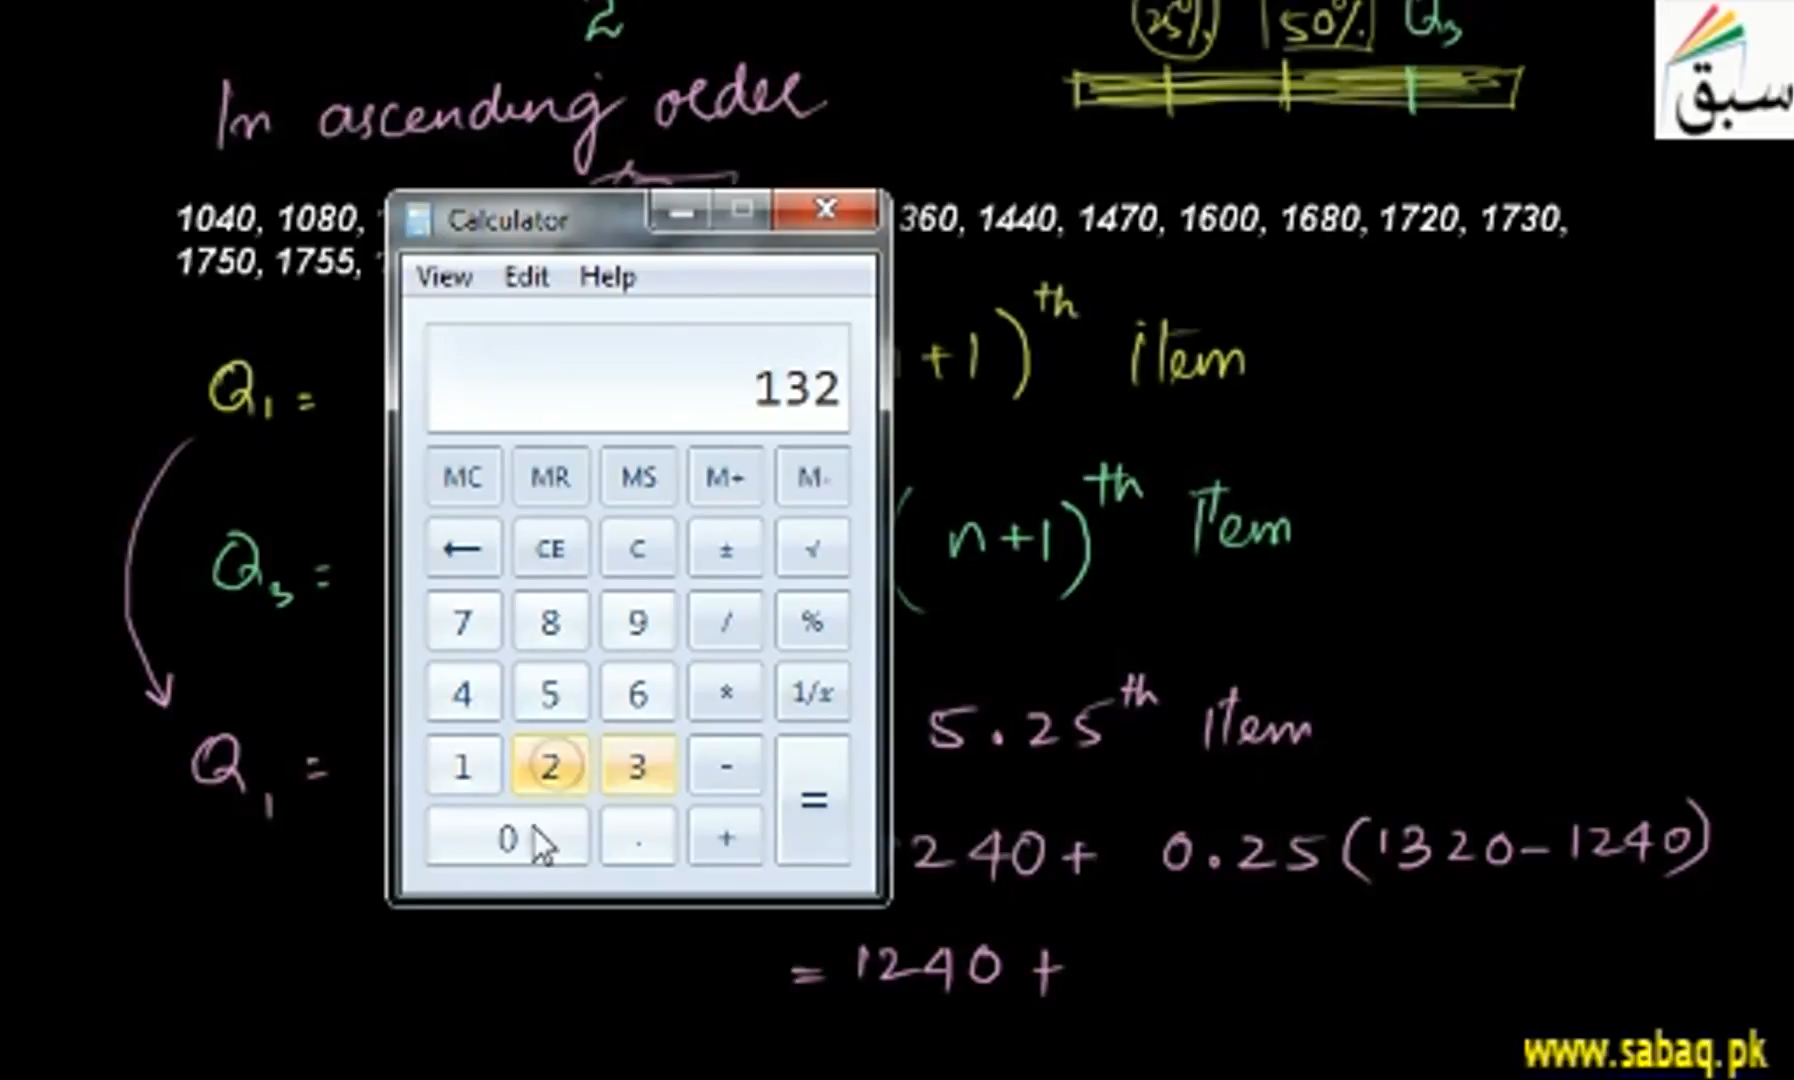 2
25% 50% Q3
سبق
In ascending order
1040, 1080, 360, 1440, 1470, 1600, 1680, 1720, 1730,
1750, 1755,
Calculator
View Edit Help
132
MC MR MS M+ M-
← CE C ± √
7 8 9 / %
4 5 6 * 1/x
1 2 3 - =
0 . +
Q1 = +1)th item
Q3 = (n+1)th Item
Q1 = 5.25th Item
240 + 0.25(1320-1240)
= 1240 +
www.sabaq.pk